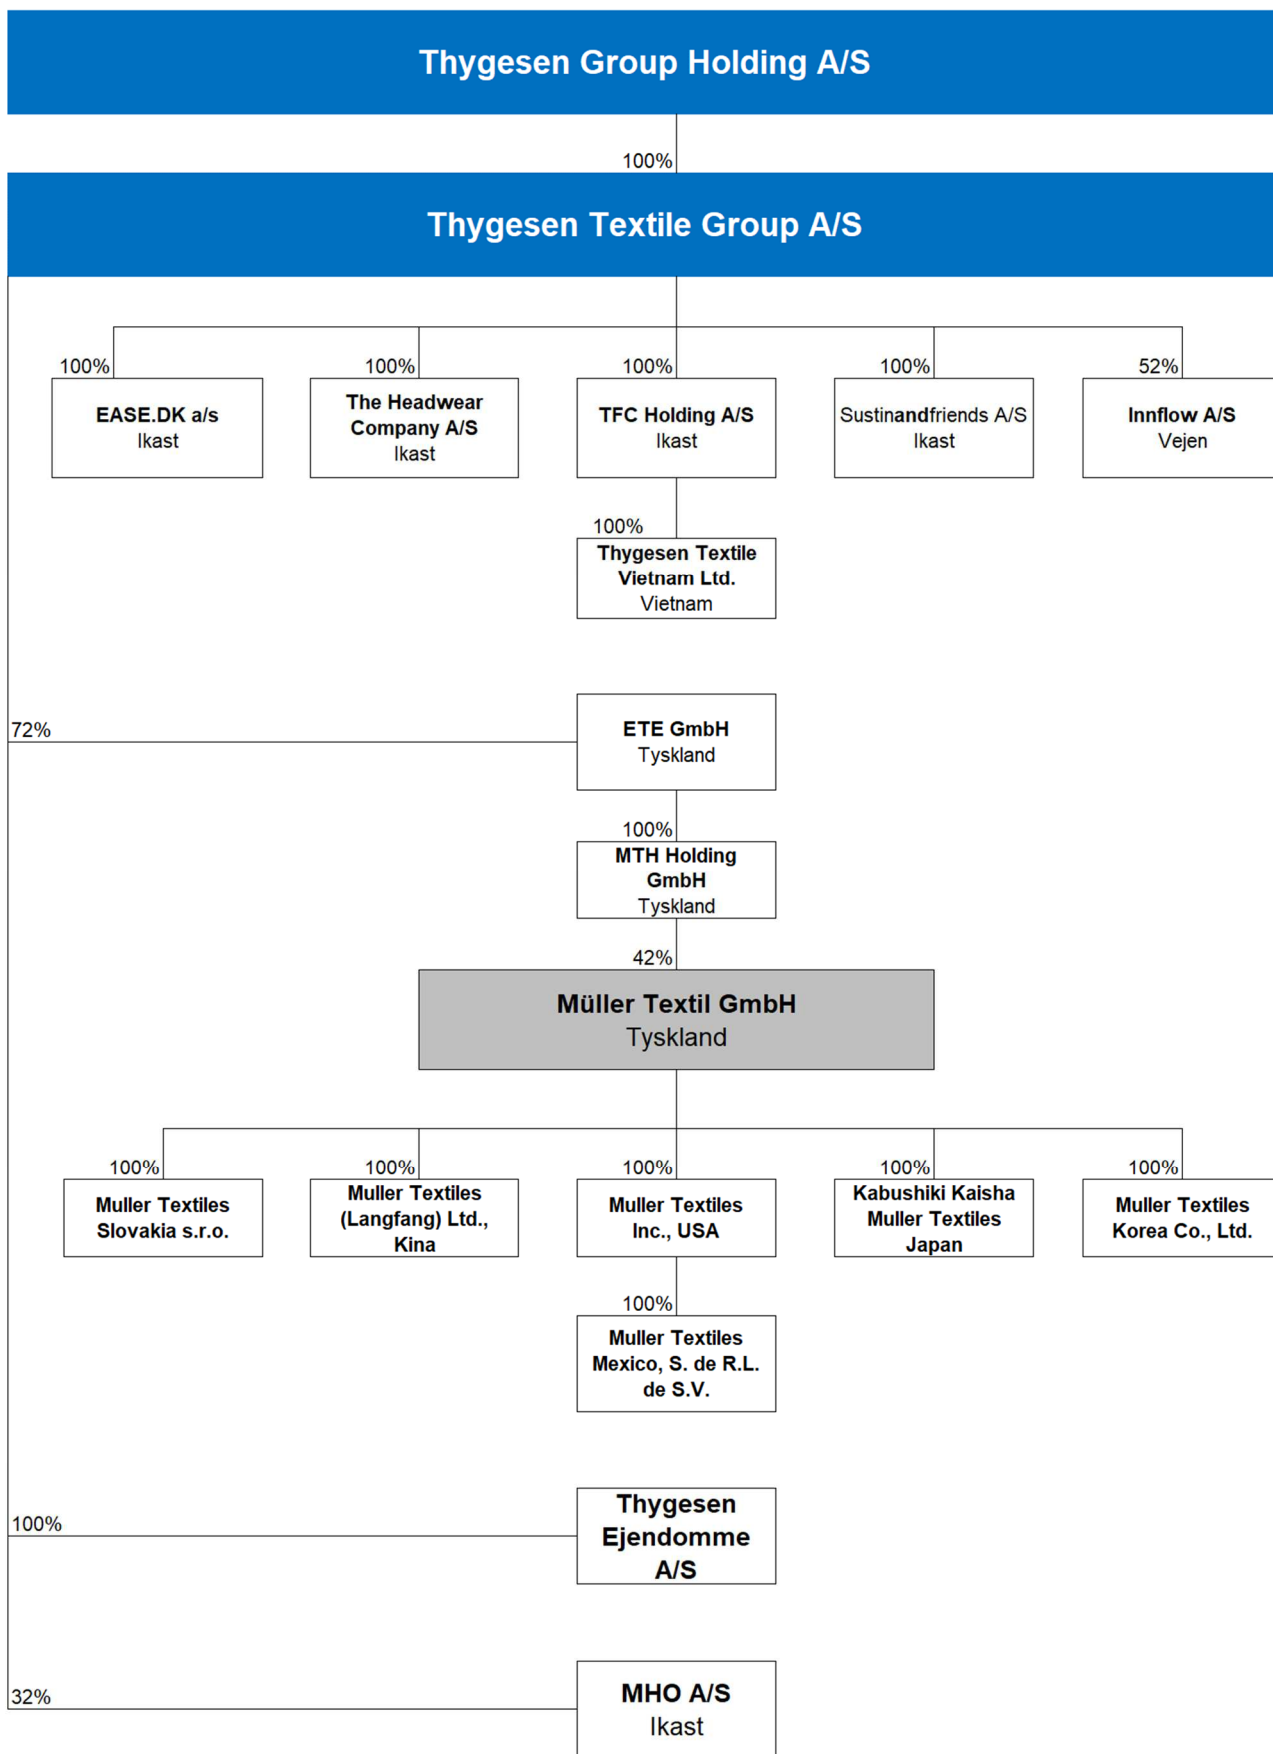 Thygesen Group Holding A/S
100%
Thygesen Textile Group A/S
100%
EASE.DK a/s
Ikast
100%
The Headwear
Company A/S
Ikast
100%
TFC Holding A/S
Ikast
100%
Sustinandfriends A/S
Ikast
52%
Innflow A/S
Vejen
100%
Thygesen Textile
Vietnam Ltd.
Vietnam
72%
ETE GmbH
Tyskland
100%
MTH Holding
GmbH
Tyskland
42%
Müller Textil GmbH
Tyskland
100%
Muller Textiles
Slovakia s.r.o.
100%
Muller Textiles
(Langfang) Ltd.,
Kina
100%
Muller Textiles
Inc., USA
100%
Kabushiki Kaisha
Muller Textiles
Japan
100%
Muller Textiles
Korea Co., Ltd.
100%
Muller Textiles
Mexico, S. de R.L.
de S.V.
100%
Thygesen
Ejendomme
A/S
32%
MHO A/S
Ikast